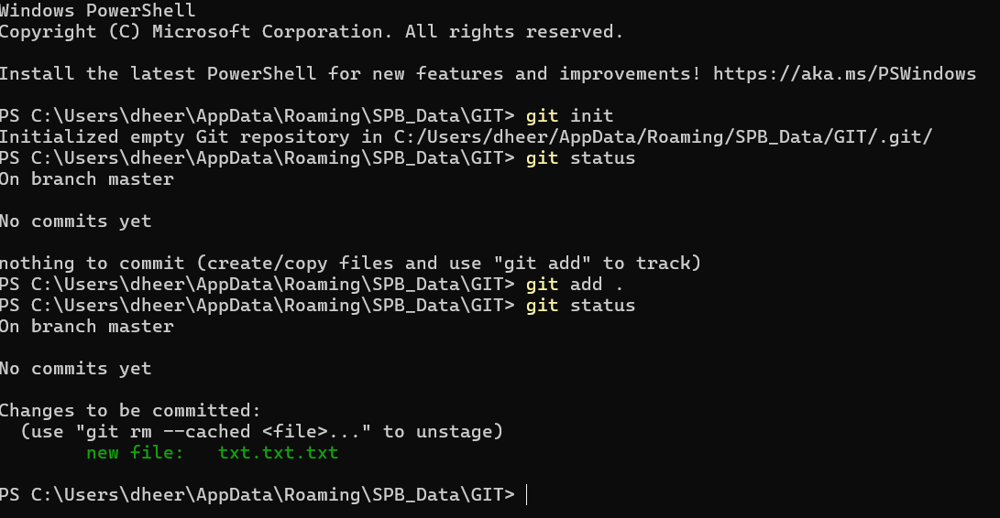 Windows PowerShell
Copyright (C) Microsoft Corporation. All rights reserved.
Install the latest PowerShell for new features and improvements! https://aka.ms/PSWindows
PS C:\Users\dheer\AppData\Roaming\SPB_Data\GIT> git init
Initialized empty Git repository in C:/Users/dheer/AppData/Roaming/SPB_Data/GIT/.git/
PS C:\Users\dheer\AppData\Roaming\SPB_Data\GIT> git status
On branch master
No commits yet
nothing to commit (create/copy files and use "git add" to track)
PS C:\Users\dheer\AppData\Roaming\SPB_Data\GIT> git add .
PS C:\Users\dheer\AppData\Roaming\SPB_Data\GIT> git status
On branch master
No commits yet
Changes to be committed:
  (use "git rm --cached <file>..." to unstage)
        new file:   txt.txt.txt
PS C:\Users\dheer\AppData\Roaming\SPB_Data\GIT>